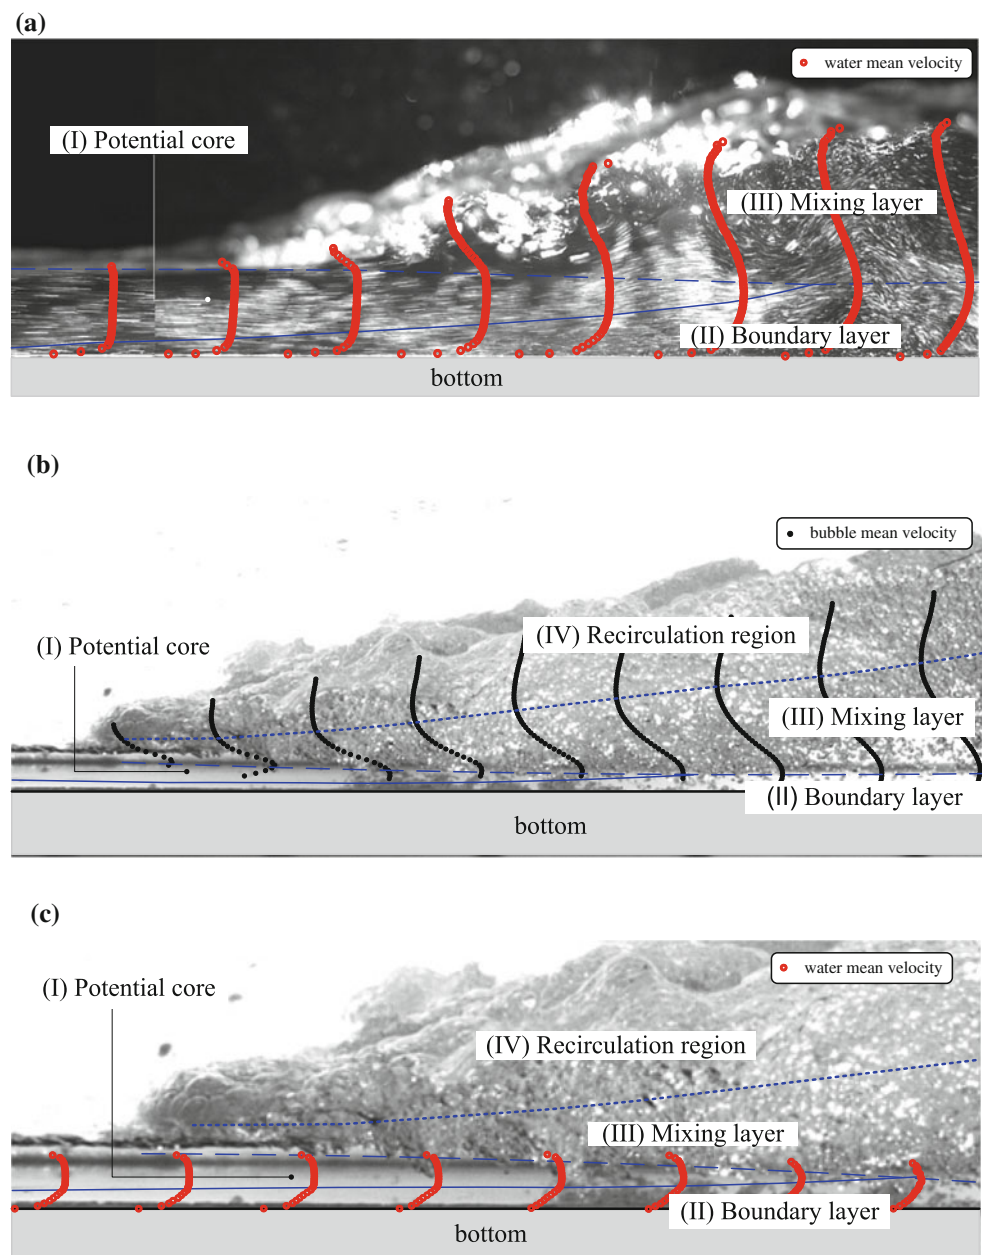 (a)
water mean velocity
(I) Potential core
(III) Mixing layer
(II) Boundary layer
bottom
(b)
bubble mean velocity
(IV) Recirculation region
(I) Potential core
(III) Mixing layer
(II) Boundary layer
bottom
(c)
water mean velocity
(I) Potential core
(IV) Recirculation region
(III) Mixing layer
(II) Boundary layer
bottom